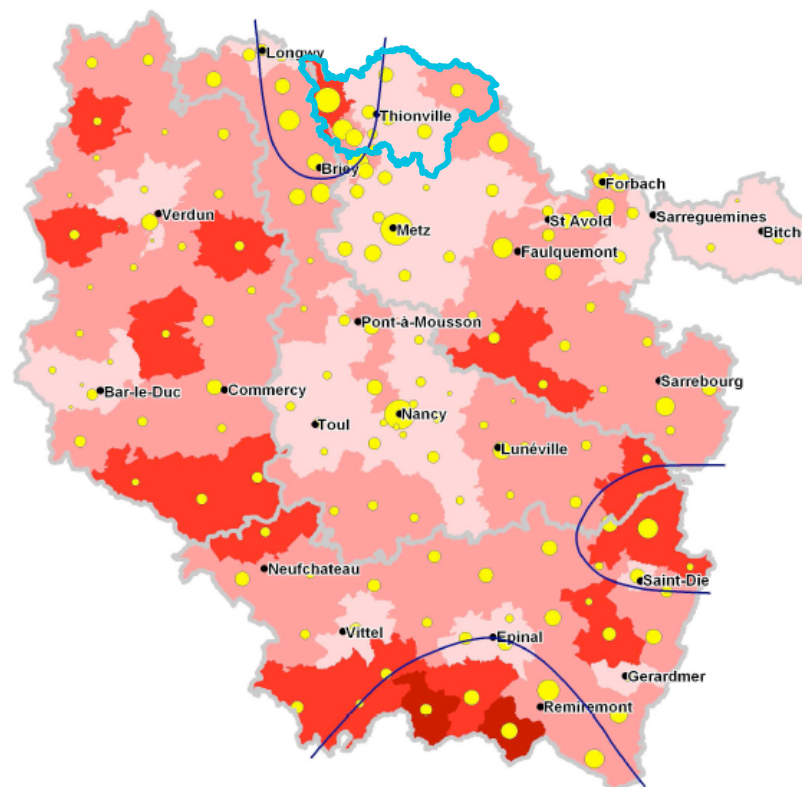 Longwy
Thionville
Briey
Forbach
Verdun
St Avold
Sarreguemines
Metz
Bitche
Faulquemont
Pont-à-Mousson
Sarrebourg
Bar-le-Duc
Commercy
Nancy
Toul
Lunéville
Neufchateau
Saint-Die
Vittel
Epinal
Gerardmer
Remiremont